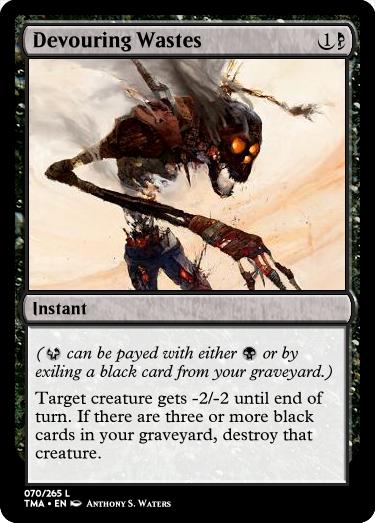 Devouring Wastes 1
Instant
( can be payed with either or by
exiling a black card from your graveyard.)
Target creature gets -2/-2 until end of
turn. If there are three or more black
cards in your graveyard, destroy that
creature.
070/265 L
TMA • EN Anthony S. Waters